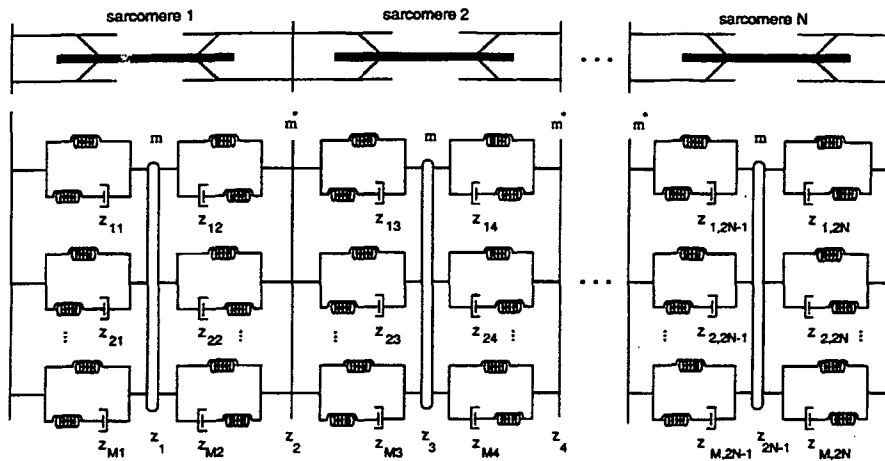 sarcomere 1 sarcomere 2 sarcomere N
...
m m* m m* m* m
z11 z12 z13 z14 z1,2N-1 z1,2N
...
z21 z22 z23 z24 z2,2N-1 z2,2N
... ... ... ... ... ...
zM1 z1 zM2 z2 zM3 z3 zM4 z4 zM,2N-1 z2N-1 zM,2N